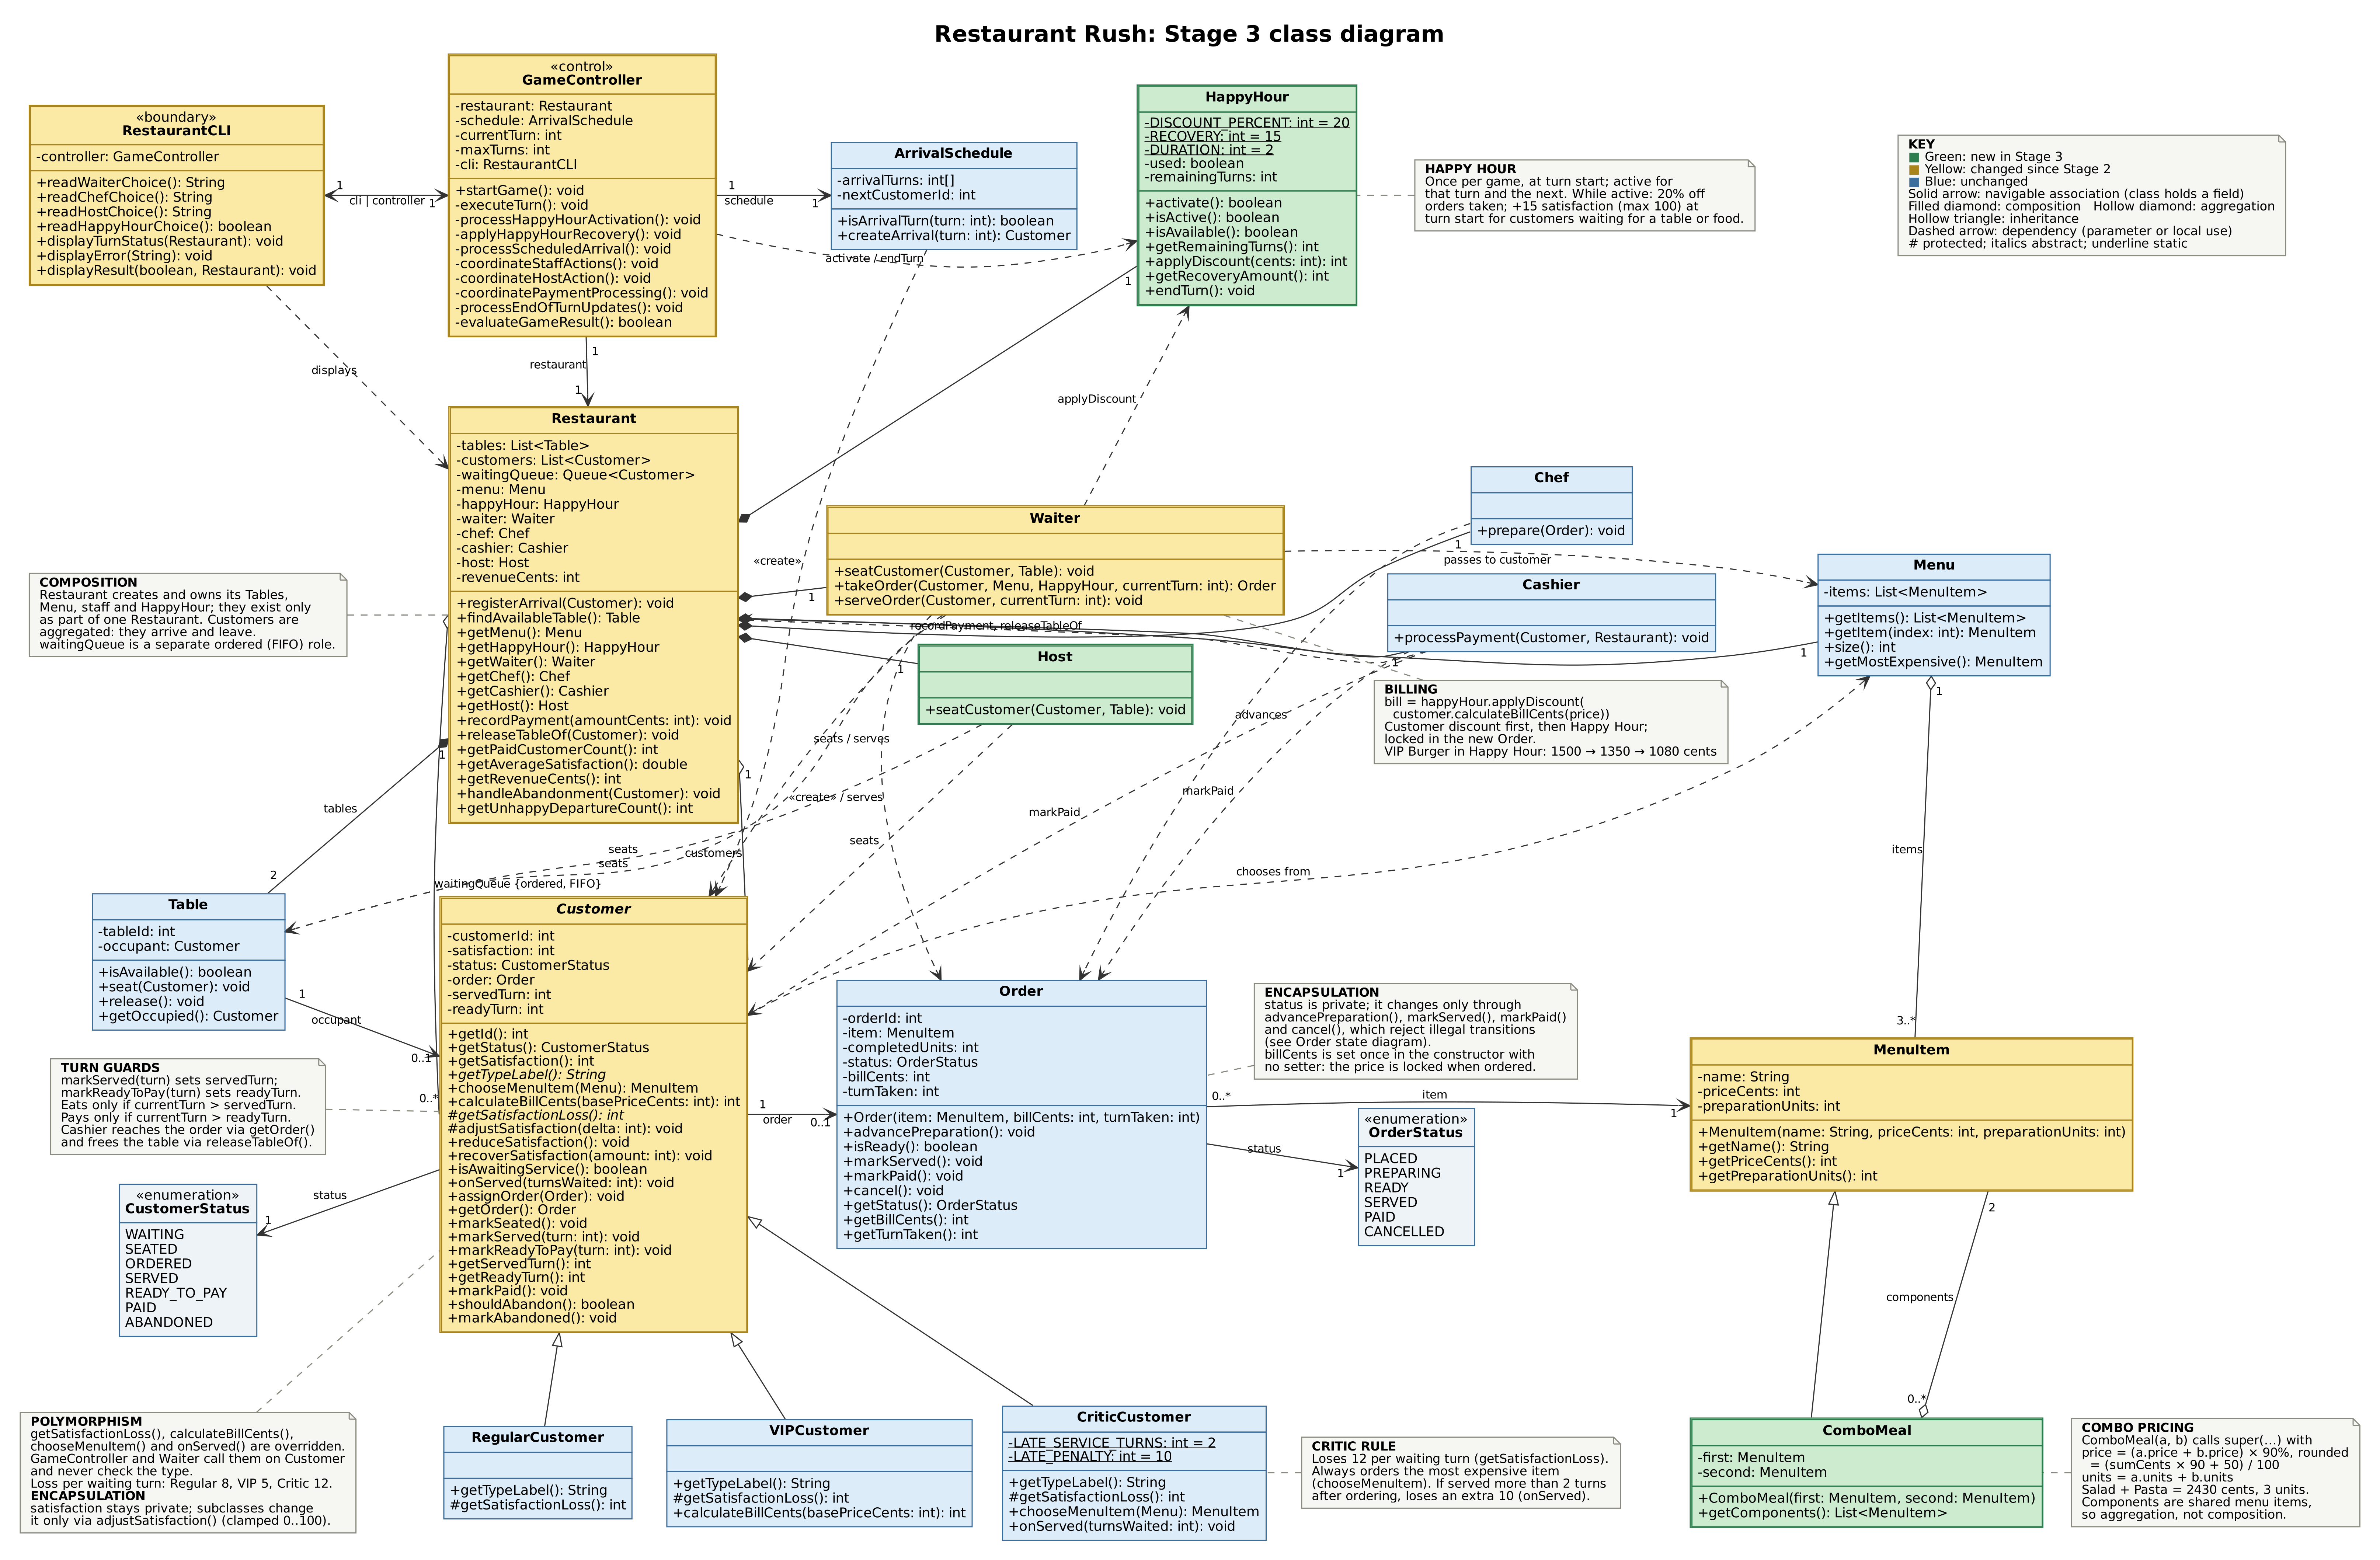 Restaurant Rush: Stage 3 class diagram
«boundary»
RestaurantCLI
-controller: GameController
+readWaiterChoice(): String
+readChefChoice(): String
+readHostChoice(): String
+readHappyHourChoice(): boolean
+displayTurnStatus(Restaurant): void
+displayError(String): void
+displayResult(boolean, Restaurant): void
1
cli | controller
1
«control»
GameController
-restaurant: Restaurant
-schedule: ArrivalSchedule
-currentTurn: int
-maxTurns: int
-cli: RestaurantCLI
+startGame(): void
-executeTurn(): void
-processHappyHourActivation(): void
-applyHappyHourRecovery(): void
-processScheduledArrival(): void
-coordinateStaffActions(): void
-coordinateHostAction(): void
-coordinatePaymentProcessing(): void
-processEndOfTurnUpdates(): void
-evaluateGameResult(): boolean
1
schedule
1
ArrivalSchedule
-arrivalTurns: int[]
-nextCustomerId: int
+isArrivalTurn(turn: int): boolean
+createArrival(turn: int): Customer
activate / endTurn
HappyHour
-DISCOUNT_PERCENT: int = 20
-RECOVERY: int = 15
-DURATION: int = 2
-used: boolean
-remainingTurns: int
+activate(): boolean
+isActive(): boolean
+isAvailable(): boolean
+getRemainingTurns(): int
+applyDiscount(cents: int): int
+getRecoveryAmount(): int
+endTurn(): void
1
HAPPY HOUR
Once per game, at turn start; active for
that turn and the next. While active: 20% off
orders taken; +15 satisfaction (max 100) at
turn start for customers waiting for a table or food.
KEY
Green: new in Stage 3
Yellow: changed since Stage 2
Blue: unchanged
Solid arrow: navigable association (class holds a field)
Filled diamond: composition   Hollow diamond: aggregation
Hollow triangle: inheritance
Dashed arrow: dependency (parameter or local use)
# protected; italics abstract; underline static
displays
1
restaurant
1
applyDiscount
Restaurant
-tables: List<Table>
-customers: List<Customer>
-waitingQueue: Queue<Customer>
-menu: Menu
-happyHour: HappyHour
-waiter: Waiter
-chef: Chef
-cashier: Cashier
-host: Host
-revenueCents: int
+registerArrival(Customer): void
+findAvailableTable(): Table
+getMenu(): Menu
+getHappyHour(): HappyHour
+getWaiter(): Waiter
+getChef(): Chef
+getCashier(): Cashier
+getHost(): Host
+recordPayment(amountCents: int): void
+releaseTableOf(Customer): void
+getPaidCustomerCount(): int
+getAverageSatisfaction(): double
+getRevenueCents(): int
+handleAbandonment(Customer): void
+getUnhappyDepartureCount(): int
COMPOSITION
Restaurant creates and owns its Tables,
Menu, staff and HappyHour; they exist only
as part of one Restaurant. Customers are
aggregated: they arrive and leave.
waitingQueue is a separate ordered (FIFO) role.
«create»
Waiter
+seatCustomer(Customer, Table): void
+takeOrder(Customer, Menu, HappyHour, currentTurn: int): Order
+serveOrder(Customer, currentTurn: int): void
1
recordPayment, releaseTableOf
Chef
+prepare(Order): void
1
passes to customer
Cashier
+processPayment(Customer, Restaurant): void
1
Menu
-items: List<MenuItem>
+getItems(): List<MenuItem>
+getItem(index: int): MenuItem
+size(): int
+getMostExpensive(): MenuItem
1
1
Host
+seatCustomer(Customer, Table): void
1
BILLING
bill = happyHour.applyDiscount(
customer.calculateBillCents(price))
Customer discount first, then Happy Hour;
locked in the new Order.
VIP Burger in Happy Hour: 1500 → 1350 → 1080 cents
1
1
seats / serves
advances
«create» / serves
markPaid
markPaid
tables
seats
seats
customers
seats
items
chooses from
2
waitingQueue {ordered, FIFO}
Table
-tableId: int
-occupant: Customer
+isAvailable(): boolean
+seat(Customer): void
+release(): void
+getOccupied(): Customer
1
occupant
0..1
TURN GUARDS
markServed(turn) sets servedTurn;
markReadyToPay(turn) sets readyTurn.
Eats only if currentTurn > servedTurn.
Pays only if currentTurn > readyTurn.
Cashier reaches the order via getOrder()
and frees the table via releaseTableOf().
0..*
Customer
-customerId: int
-satisfaction: int
-status: CustomerStatus
-order: Order
-servedTurn: int
-readyTurn: int
+getId(): int
+getStatus(): CustomerStatus
+getSatisfaction(): int
+getTypeLabel(): String
+chooseMenuItem(Menu): MenuItem
+calculateBillCents(basePriceCents: int): int
#getSatisfactionLoss(): int
#adjustSatisfaction(delta: int): void
+reduceSatisfaction(): void
+recoverSatisfaction(amount: int): void
+isAwaitingService(): boolean
+onServed(turnsWaited: int): void
+assignOrder(Order): void
+getOrder(): Order
+markSeated(): void
+markServed(turn: int): void
+markReadyToPay(turn: int): void
+getServedTurn(): int
+getReadyTurn(): int
+markPaid(): void
+shouldAbandon(): boolean
+markAbandoned(): void
1
order
0..1
Order
-orderId: int
-item: MenuItem
-completedUnits: int
-status: OrderStatus
-billCents: int
-turnTaken: int
+Order(item: MenuItem, billCents: int, turnTaken: int)
+advancePreparation(): void
+isReady(): boolean
+markServed(): void
+markPaid(): void
+cancel(): void
+getStatus(): OrderStatus
+getBillCents(): int
+getTurnTaken(): int
ENCAPSULATION
status is private; it changes only through
advancePreparation(), markServed(), markPaid()
and cancel(), which reject illegal transitions
(see Order state diagram).
billCents is set once in the constructor with
no setter: the price is locked when ordered.
0..*
item
1
status
1
«enumeration»
OrderStatus
PLACED
PREPARING
READY
SERVED
PAID
CANCELLED
3..*
MenuItem
-name: String
-priceCents: int
-preparationUnits: int
+MenuItem(name: String, priceCents: int, preparationUnits: int)
+getName(): String
+getPriceCents(): int
+getPreparationUnits(): int
2
components
0..*
status
1
«enumeration»
CustomerStatus
WAITING
SEATED
ORDERED
SERVED
READY_TO_PAY
PAID
ABANDONED
POLYMORPHISM
getSatisfactionLoss(), calculateBillCents(),
chooseMenuItem() and onServed() are overridden.
GameController and Waiter call them on Customer
and never check the type.
Loss per waiting turn: Regular 8, VIP 5, Critic 12.
ENCAPSULATION
satisfaction stays private; subclasses change
it only via adjustSatisfaction() (clamped 0..100).
RegularCustomer
+getTypeLabel(): String
#getSatisfactionLoss(): int
VIPCustomer
+getTypeLabel(): String
#getSatisfactionLoss(): int
+calculateBillCents(basePriceCents: int): int
CriticCustomer
-LATE_SERVICE_TURNS: int = 2
-LATE_PENALTY: int = 10
+getTypeLabel(): String
#getSatisfactionLoss(): int
+chooseMenuItem(Menu): MenuItem
+onServed(turnsWaited: int): void
CRITIC RULE
Loses 12 per waiting turn (getSatisfactionLoss).
Always orders the most expensive item
(chooseMenuItem). If served more than 2 turns
after ordering, loses an extra 10 (onServed).
ComboMeal
-first: MenuItem
-second: MenuItem
+ComboMeal(first: MenuItem, second: MenuItem)
+getComponents(): List<MenuItem>
COMBO PRICING
ComboMeal(a, b) calls super(...) with
price = (a.price + b.price) × 90%, rounded
= (sumCents × 90 + 50) / 100
units = a.units + b.units
Salad + Pasta = 2430 cents, 3 units.
Components are shared menu items,
so aggregation, not composition.